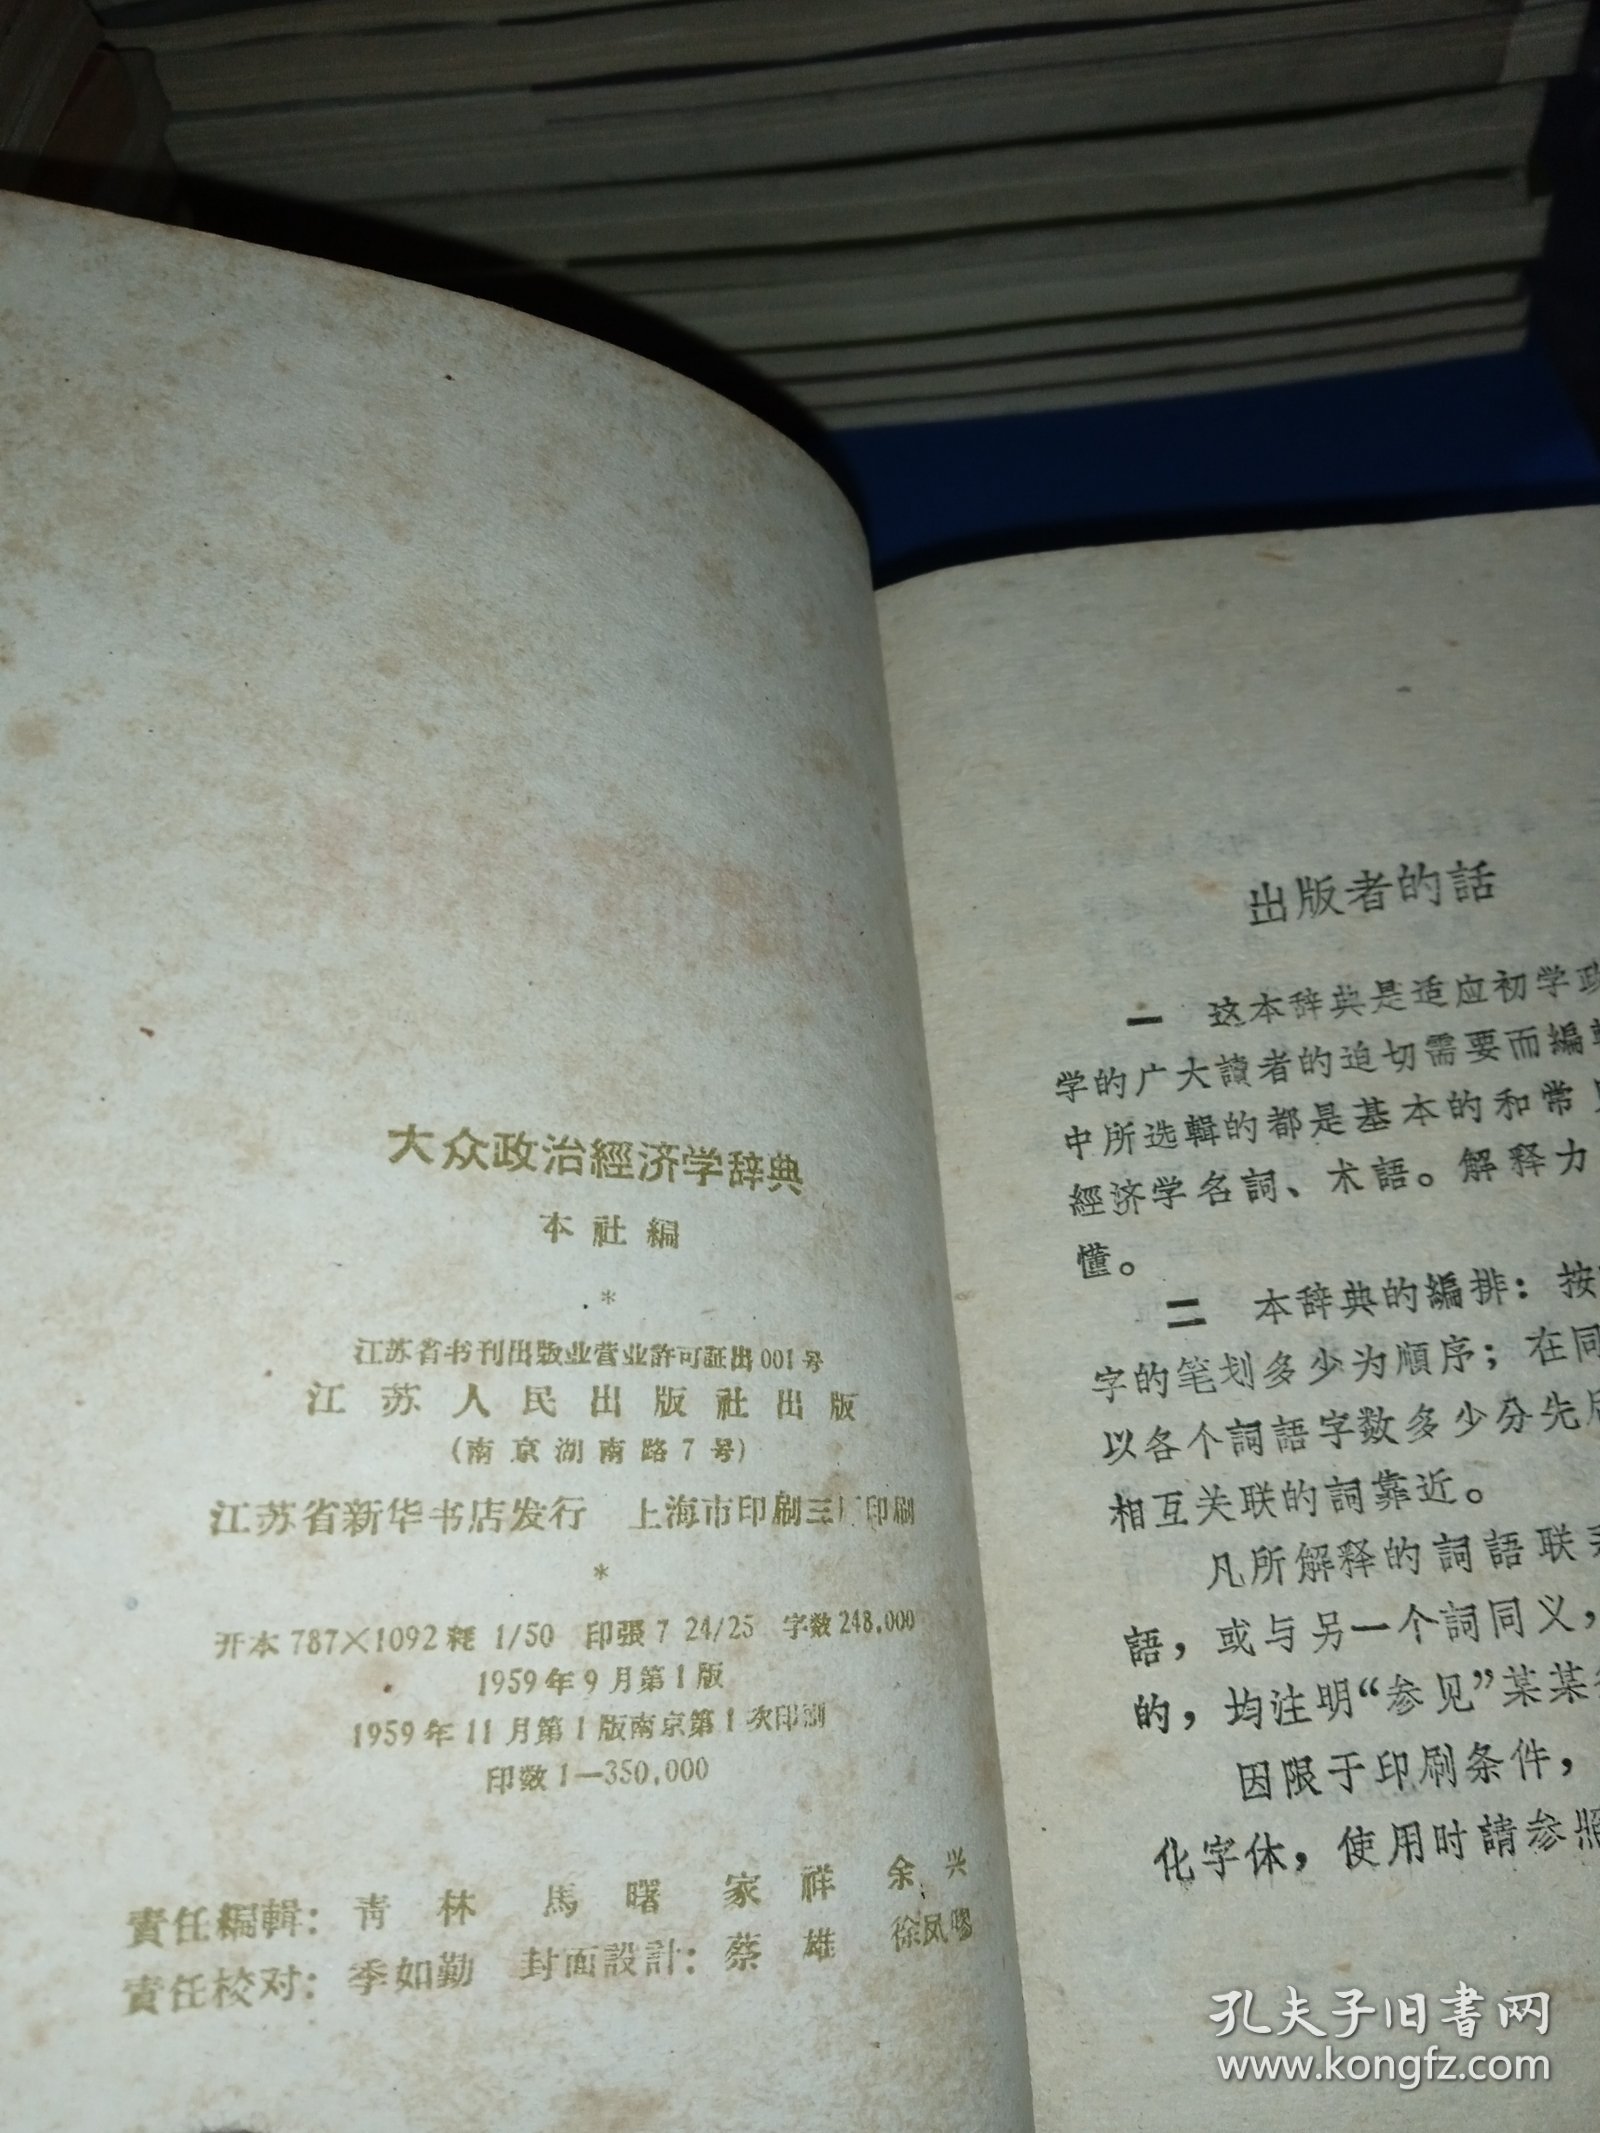 大众政治經济学辞典
本社編
*
江苏省书刊出版业营业許可証出001号
江苏人民出版社出版
(南京湖南路7号)
江苏省新华书店发行 上海市印刷三厂印刷
*
开本787×1092耗 1/50 印張7 24/25 字数248,000
1959年9月第1版
1959年11月第1版南京第1次印刷
印数1—350,000
責任編輯：青林 馬曙 家祥 余兴
責任校对：季如勤 封面設計：蔡雄 徐凤
出版者的話
一 这本辞典是适应初学政
学的广大讀者的迫切需要而編
中所选輯的都是基本的和常
經济学名詞、术語。解释力
懂。
二 本辞典的編排：按
字的笔划多少为順序；在同
以各个詞語字数多少分先后
相互关联的詞靠近。
凡所解释的詞語联系
語，或与另一个詞同义，
的，均注明“参见”某某
因限于印刷条件，
化字体，使用时請参照
孔夫子旧書网
www.kongfz.com